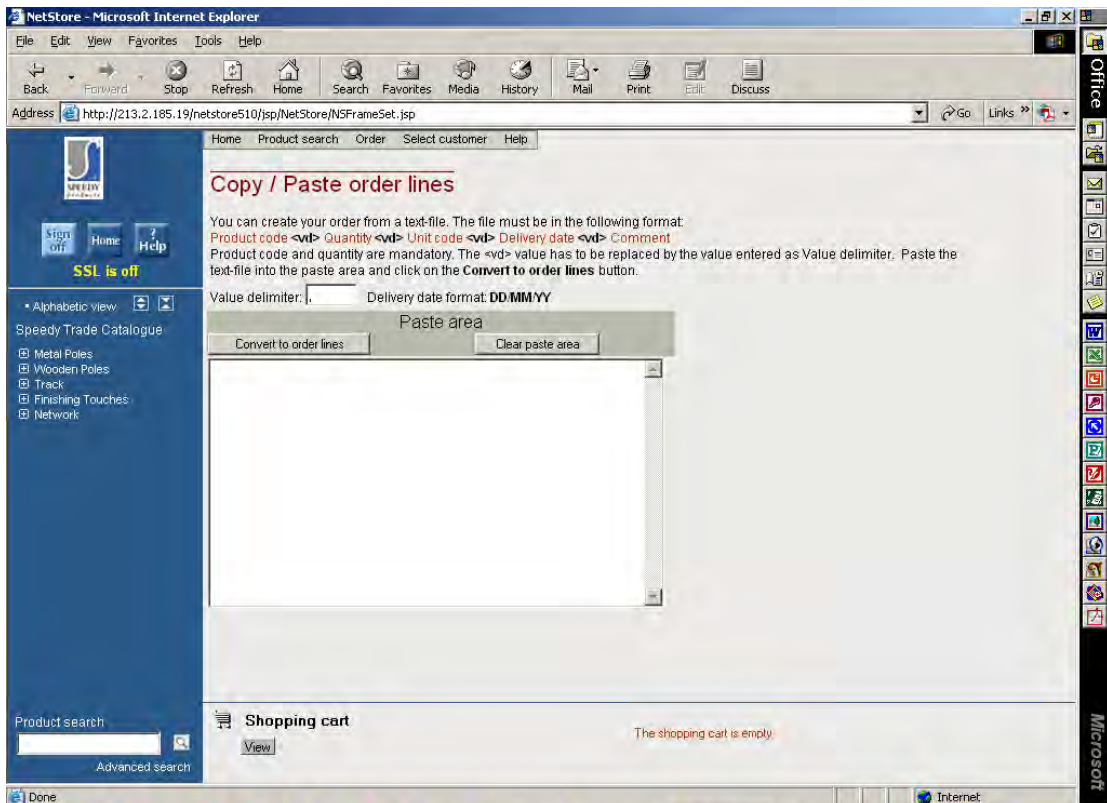 NetStore - Microsoft Internet Explorer
File Edit View Favorites Tools Help
Back Forward Stop Refresh Home Search Favorites Media History Mail Print Edit Discuss
Address http://213.2.185.19/netstore510/jsp/NetStore/NSFrameSet.jsp Go Links »
Office
Home Product search Order Select customer Help
SPEEDY
products
Copy / Paste order lines
You can create your order from a text-file. The file must be in the following format:
Product code <vd> Quantity <vd> Unit code <vd> Delivery date <vd> Comment
Product code and quantity are mandatory. The <vd> value has to be replaced by the value entered as Value delimiter. Paste the
text-file into the paste area and click on the Convert to order lines button.
Sign off Home ? Help
SSL is off
Value delimiter: , Delivery date format: DD/MM/YY
Alphabetic view
Paste area
Speedy Trade Catalogue
Convert to order lines Clear paste area
Metal Poles
Wooden Poles
Track
Finishing Touches
Network
Product search
Advanced search
Shopping cart
View
The shopping cart is empty.
Microsoft
Done Internet